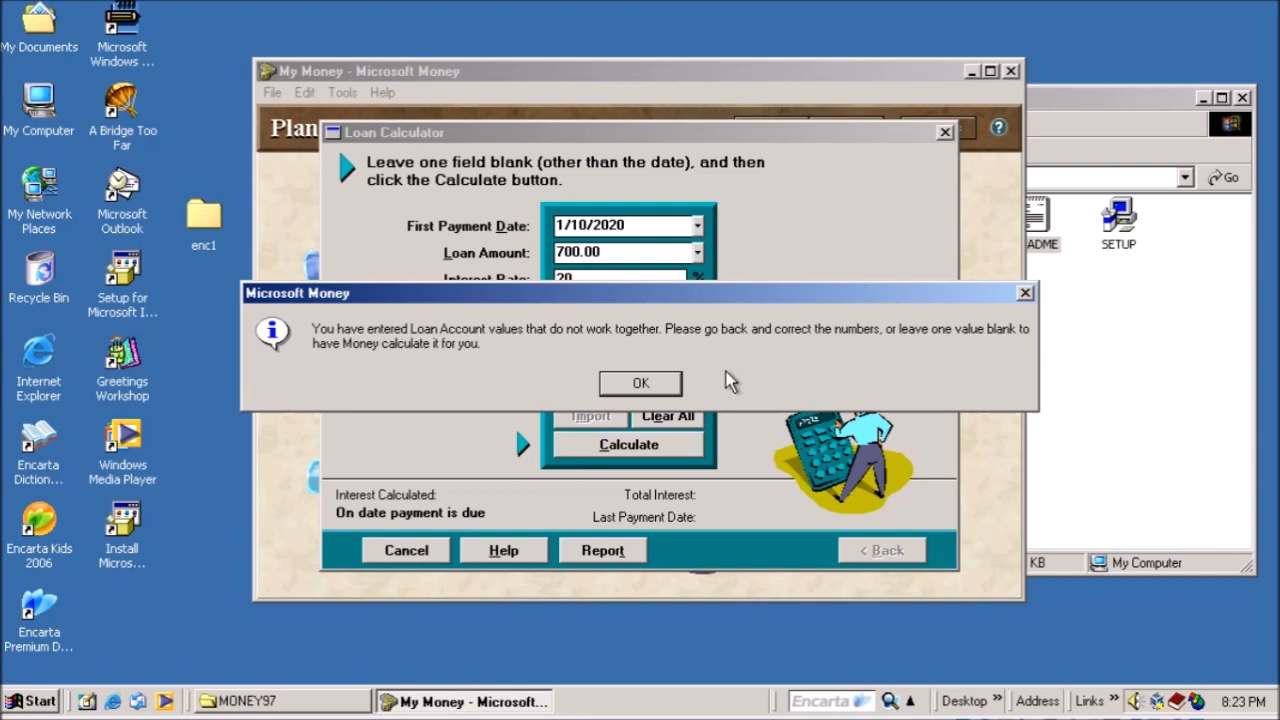 My Documents
Microsoft
Windows ...
My Computer
A Bridge Too
Far
My Network
Places
Microsoft
Outlook
enc1
Recycle Bin
Setup for
Microsoft I...
Internet
Explorer
Greetings
Workshop
Encarta
Diction...
Windows
Media Player
Encarta Kids
2006
Install
Micros...
Encarta
Premium D...
My Money - Microsoft Money
File Edit Tools Help
Plan
Loan Calculator
Leave one field blank (other than the date), and then
click the Calculate button.
First Payment Date: 1/10/2020
Loan Amount: 700.00
Interest Rate: 20 %
Microsoft Money
You have entered Loan Account values that do not work together. Please go back and correct the numbers, or leave one value blank to
have Money calculate it for you.
OK
Import Clear All
Calculate
Interest Calculated:
On date payment is due
Total Interest:
Last Payment Date:
Cancel Help Report < Back
Go
ADME
SETUP
KB My Computer
Start MONEY97 My Money - Microsoft... Encarta Desktop » Address Links » 8:23 PM